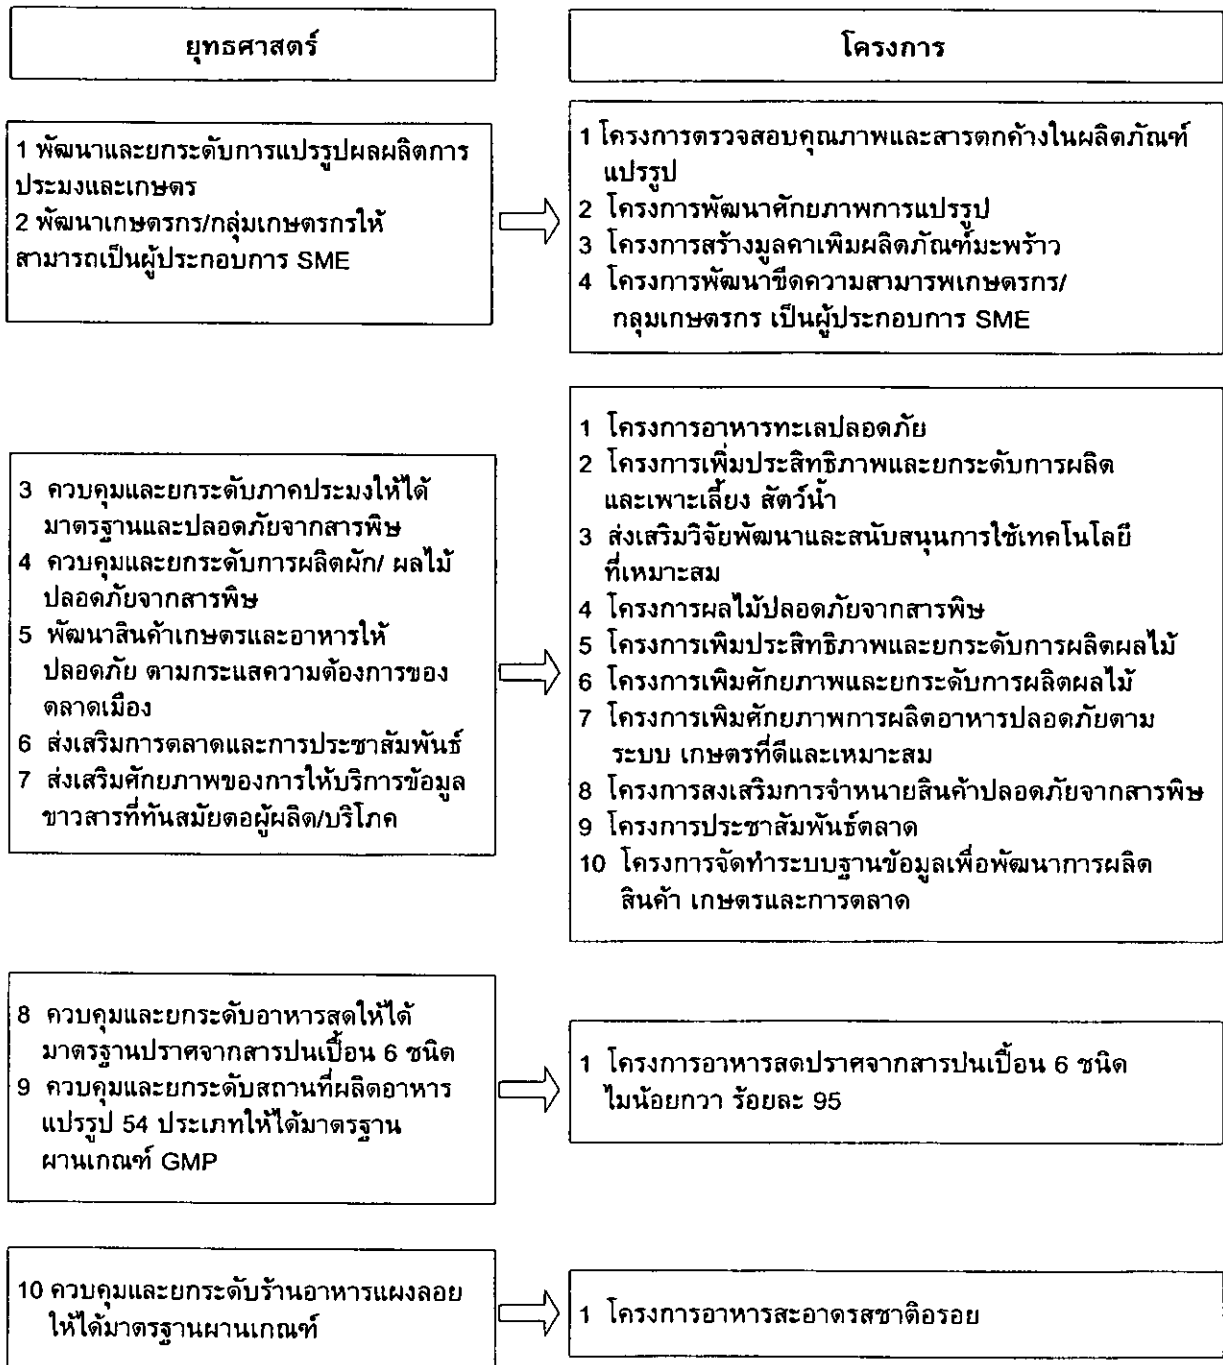 ยุทธศาสตร์
โครงการ
1 พัฒนาและยกระดับการแปรรูปผลผลิตการ
ประมงและเกษตร
2 พัฒนาเกษตรกร/กลุ่มเกษตรกรให้
สามารถเป็นผู้ประกอบการ SME
1 โครงการตรวจสอบคุณภาพและสารตกค้างในผลิตภัณฑ์
แปรรูป
2 โครงการพัฒนาศักยภาพการแปรรูป
3 โครงการสร้างมูลคาเพิมผลิตภัณฑ์มะพร้าว
4 โครงการพัฒนาขีดความสามารพเกษตรกร/
กลุมเกษตรกร เป็นผู้ประกอบการ SME
3 ควบคุมและยกระดับภาคประมงให้ได้
มาตรฐานและปลอดภัยจากสารพิษ
4 ควบคุมและยกระดับการผลิตผัก/ ผลไม้
ปลอดภัยจากสารพิษ
5 พัฒนาสินค้าเกษตรและอาหารให้
ปลอดภัย ตามกระแสความต้องการของ
ตลาดเมือง
6 ส่งเสริมการตลาดและการประชาสัมพันธ์
7 ส่งเสริมศักยภาพของการให้บริการข้อมูล
ขาวสารที่ทันสมัยตอผู้ผลิต/บริโภค
1 โครงการอาหารทะเลปลอดภัย
2 โครงการเพิ่มประสิทธิภาพและยกระดับการผลิต
และเพาะเลี้ยง สัตว์น้ำ
3 ส่งเสริมวิจัยพัฒนาและสนับสนุนการใช้เทคโนโลยี
ที่เหมาะสม
4 โครงการผลไม้ปลอดภัยจากสารพิษ
5 โครงการเพิ่มประสิทธิภาพและยกระดับการผลิตผลไม้
6 โครงการเพิมศักยภาพและยกระดับการผลิตผลไม้
7 โครงการเพิมศักยภาพการผลิตอาหารปลอดภัยตาม
ระบบ เกษตรที่ดีและเหมาะสม
8 โครงการสงเสริมการจำหนายสินค้าปลอดภัยจากสารพิษ
9 โครงการประชาสัมพันธ์ตลาด
10 โครงการจัดทำระบบฐานข้อมูลเพื่อพัฒนาการผลิต
สินค้า เกษตรและการตลาด
8 ควบคุมและยกระดับอาหารสดให้ได้
มาตรฐานปราศจากสารปนเปื้อน 6 ชนิด
9 ควบคุมและยกระดับสถานที่ผลิตอาหาร
แปรรูป 54 ประเภทให้ได้มาตรฐาน
ผานเกณฑ์ GMP
1 โครงการอาหารสดปราศจากสารปนเปื้อน 6 ชนิด
ไมน้อยกวา ร้อยละ 95
10 ควบคุมและยกระดับร้านอาหารแผงลอย
ให้ได้มาตรฐานผานเกณฑ์
1 โครงการอาหารสะอาดรสชาติอรอย